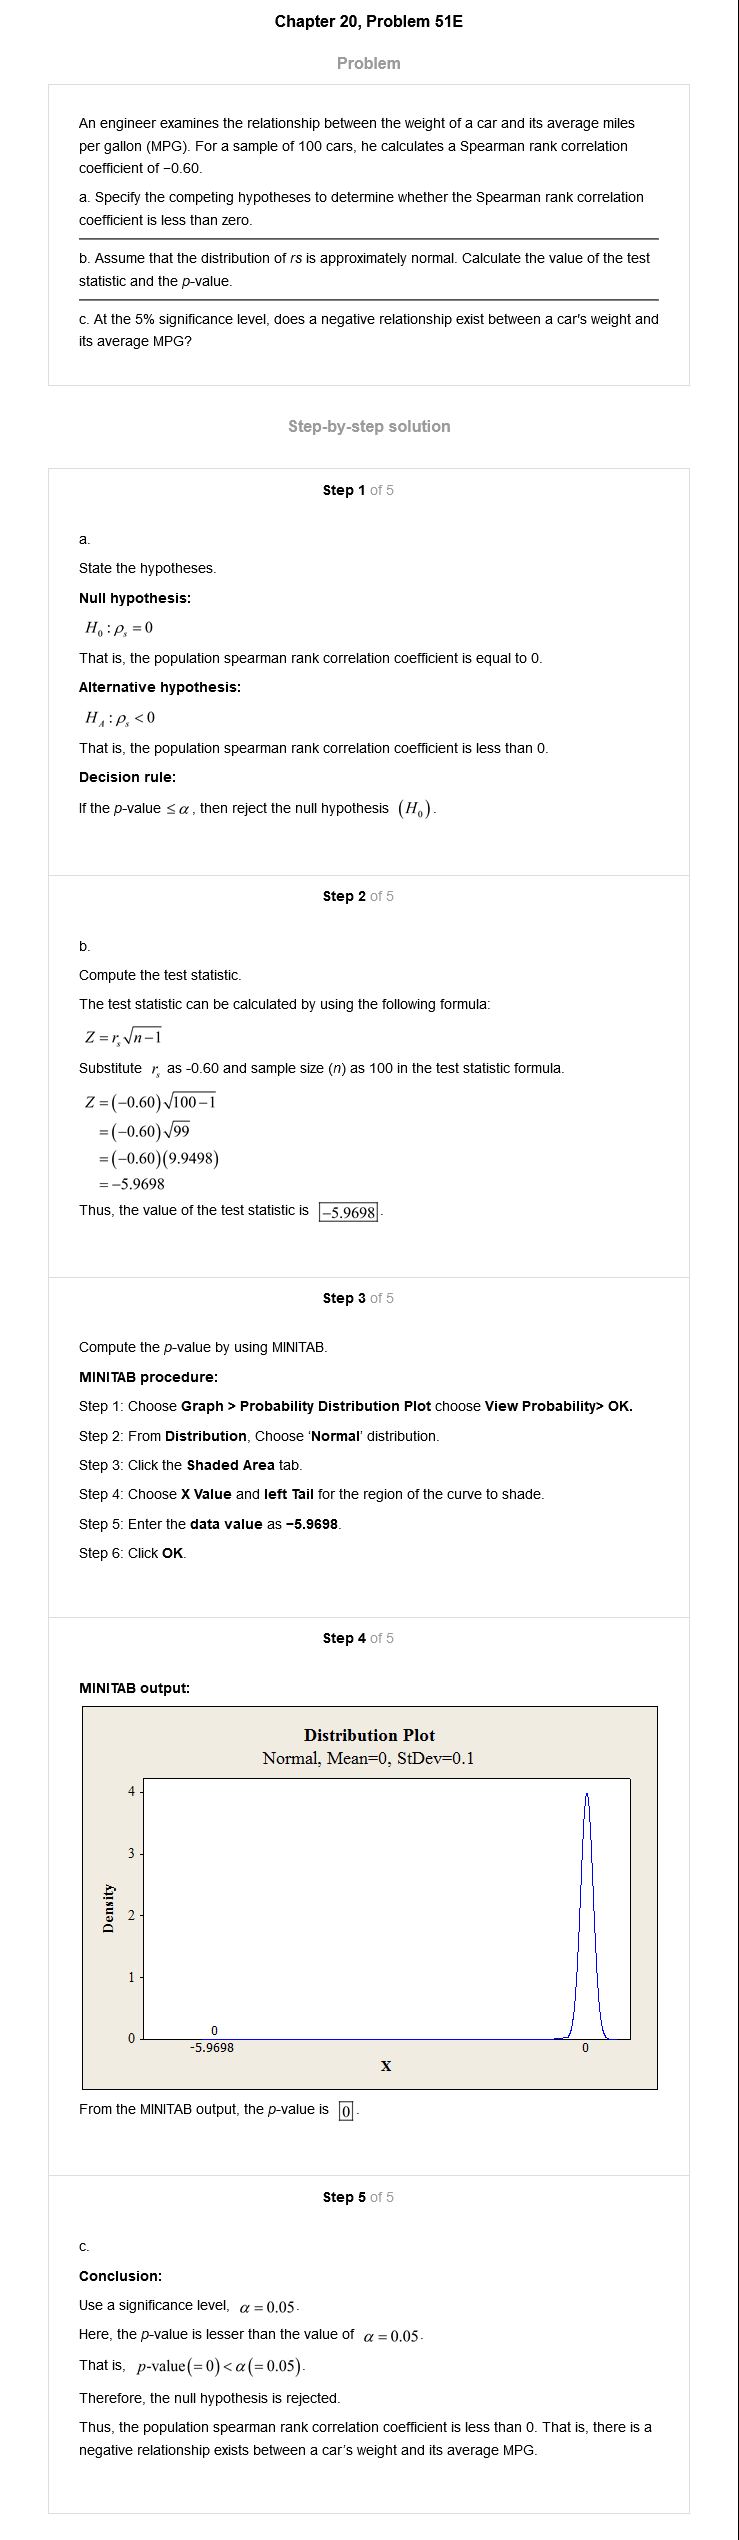 Chapter 20, Problem 51E
Problem
An engineer examines the relationship between the weight of a car and its average miles
per gallon (MPG). For a sample of 100 cars, he calculates a Spearman rank correlation
coefficient of −0.60.
a. Specify the competing hypotheses to determine whether the Spearman rank correlation
coefficient is less than zero.
b. Assume that the distribution of rs is approximately normal. Calculate the value of the test
statistic and the p-value.
c. At the 5% significance level, does a negative relationship exist between a car's weight and
its average MPG?
Step-by-step solution
Step 1 of 5
a.
State the hypotheses.
Null hypothesis:
H₀ : ρₛ = 0
That is, the population spearman rank correlation coefficient is equal to 0.
Alternative hypothesis:
H_A : ρₛ < 0
That is, the population spearman rank correlation coefficient is less than 0.
Decision rule:
If the p-value ≤ α , then reject the null hypothesis (H₀).
Step 2 of 5
b.
Compute the test statistic.
The test statistic can be calculated by using the following formula:
Z = rₛ√(n−1)
Substitute rₛ as -0.60 and sample size (n) as 100 in the test statistic formula.
Z = (−0.60)√(100−1)
= (−0.60)√99
= (−0.60)(9.9498)
= −5.9698
Thus, the value of the test statistic is −5.9698.
Step 3 of 5
Compute the p-value by using MINITAB.
MINITAB procedure:
Step 1: Choose Graph > Probability Distribution Plot choose View Probability> OK.
Step 2: From Distribution, Choose ‘Normal’ distribution.
Step 3: Click the Shaded Area tab.
Step 4: Choose X Value and left Tail for the region of the curve to shade.
Step 5: Enter the data value as −5.9698.
Step 6: Click OK.
Step 4 of 5
MINITAB output:
Distribution Plot
Normal, Mean=0, StDev=0.1
4
3
Density
2
1
0
0
-5.9698
0
X
From the MINITAB output, the p-value is 0.
Step 5 of 5
c.
Conclusion:
Use a significance level, α = 0.05.
Here, the p-value is lesser than the value of α = 0.05.
That is, p-value(= 0) < α(= 0.05).
Therefore, the null hypothesis is rejected.
Thus, the population spearman rank correlation coefficient is less than 0. That is, there is a
negative relationship exists between a car’s weight and its average MPG.